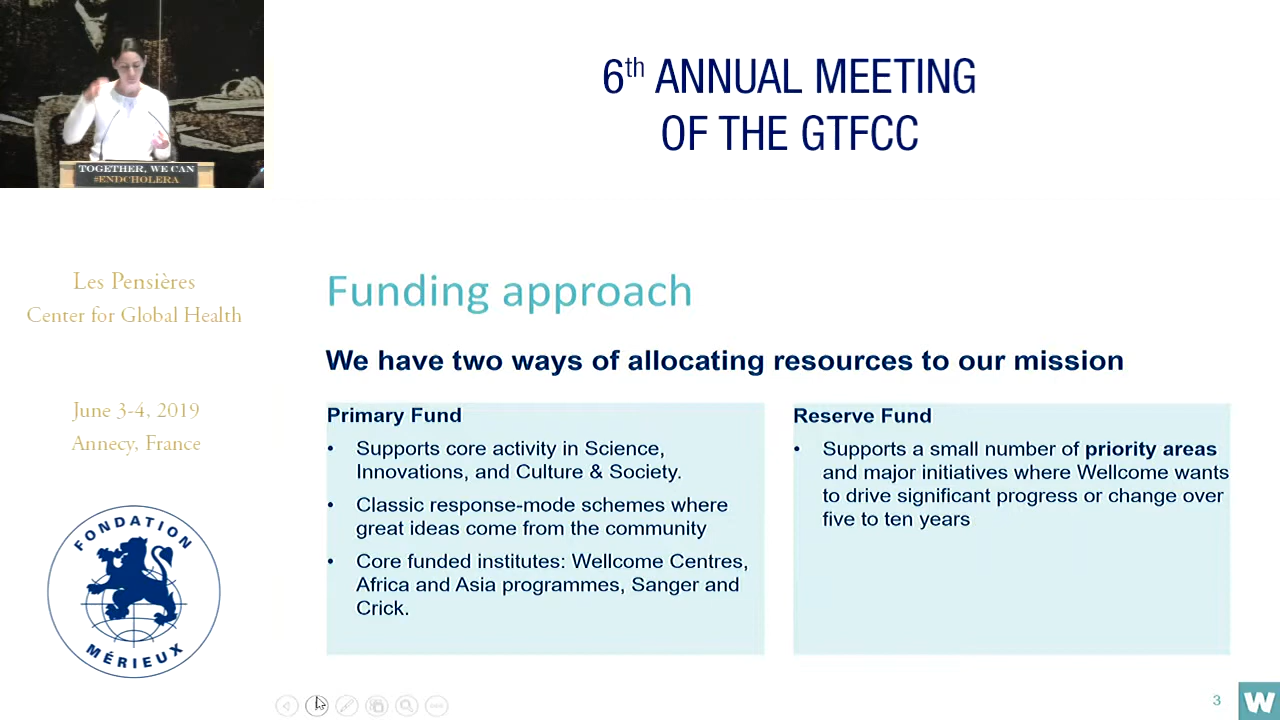 TOGETHER, WE CAN
#ENDCHOLERA
6th ANNUAL MEETING
OF THE GTFCC
Les Pensières
Center for Global Health
June 3-4, 2019
Annecy, France
FONDATION
MÉRIEUX
Funding approach
We have two ways of allocating resources to our mission
Primary Fund
• Supports core activity in Science,
Innovations, and Culture & Society.
• Classic response-mode schemes where
great ideas come from the community
• Core funded institutes: Wellcome Centres,
Africa and Asia programmes, Sanger and
Crick.
Reserve Fund
• Supports a small number of priority areas
and major initiatives where Wellcome wants
to drive significant progress or change over
five to ten years
3
W